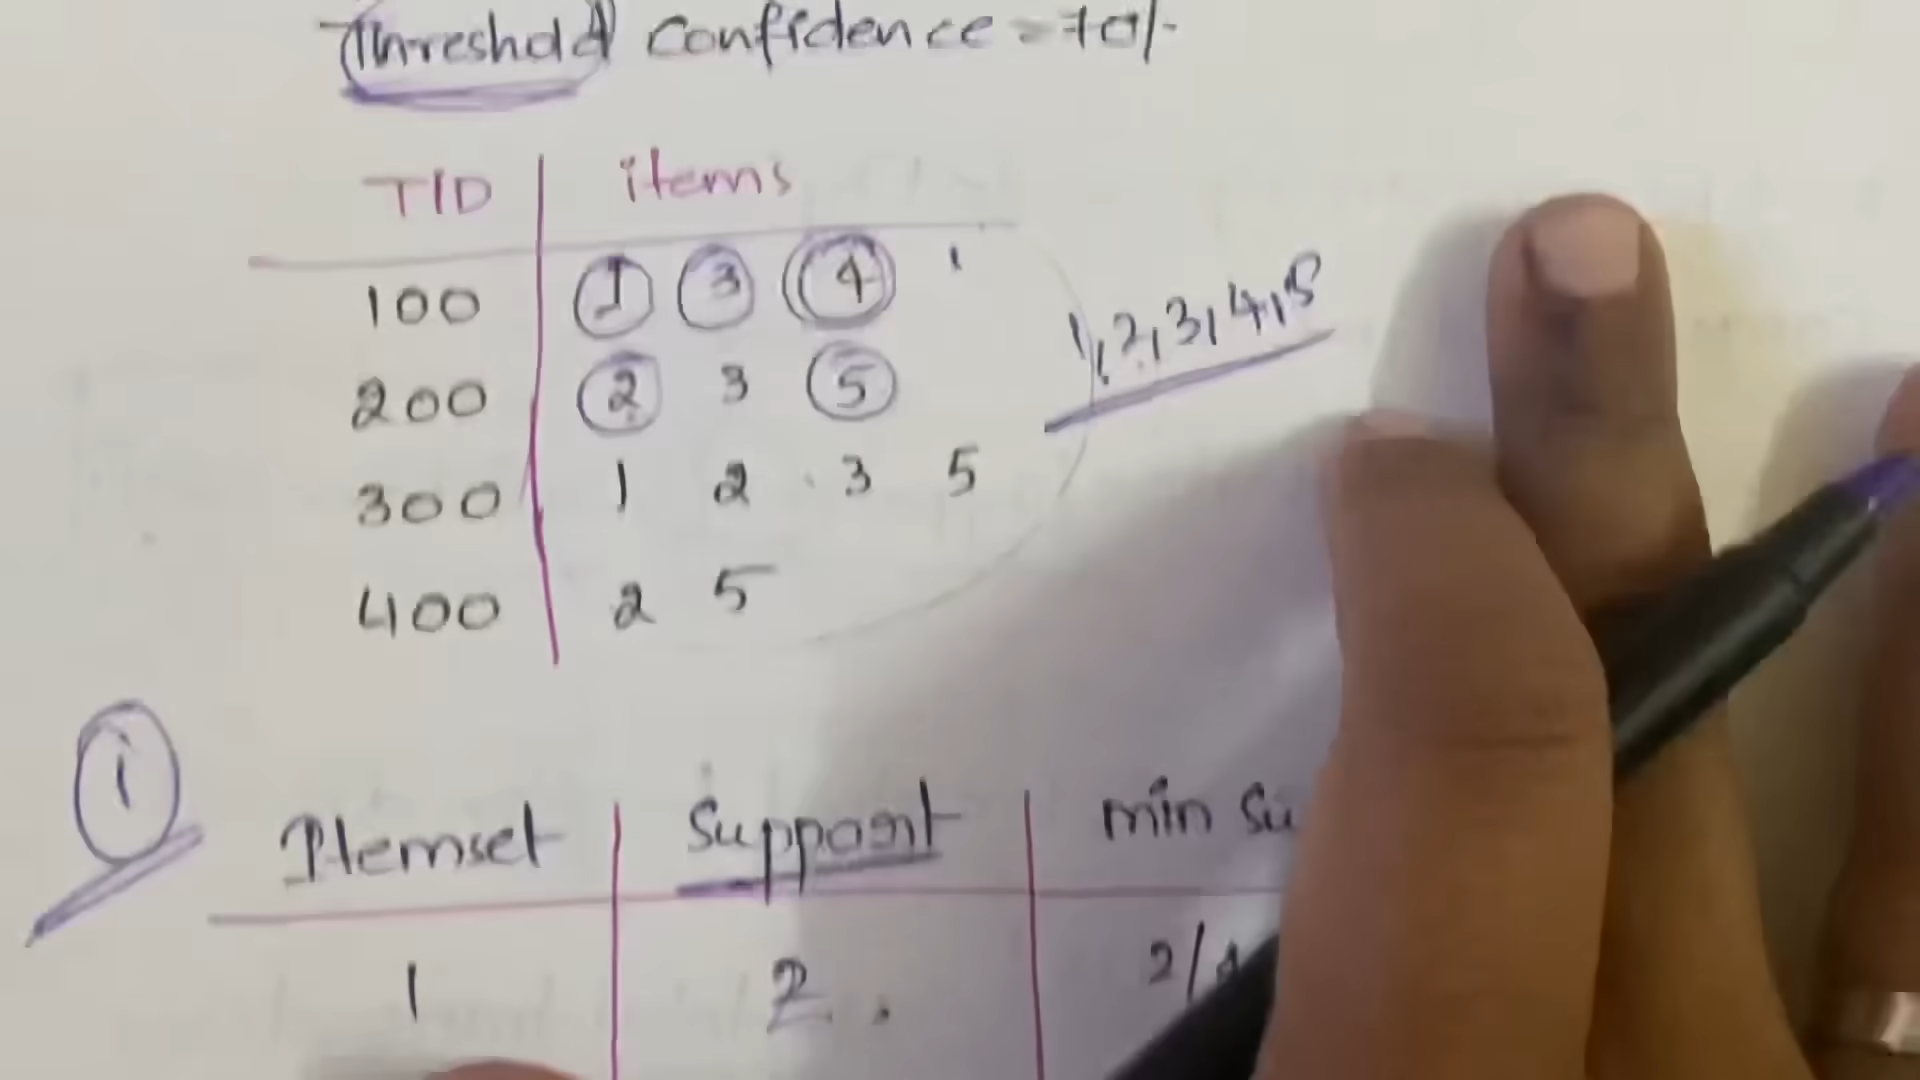 Threshold confidence = 70%
TID items
100 1 3 4
200 2 3 5
300 1 2 3 5
400 2 5
1, 2, 3, 4, 5
1
Itemset Support min Su
1 2 2/4